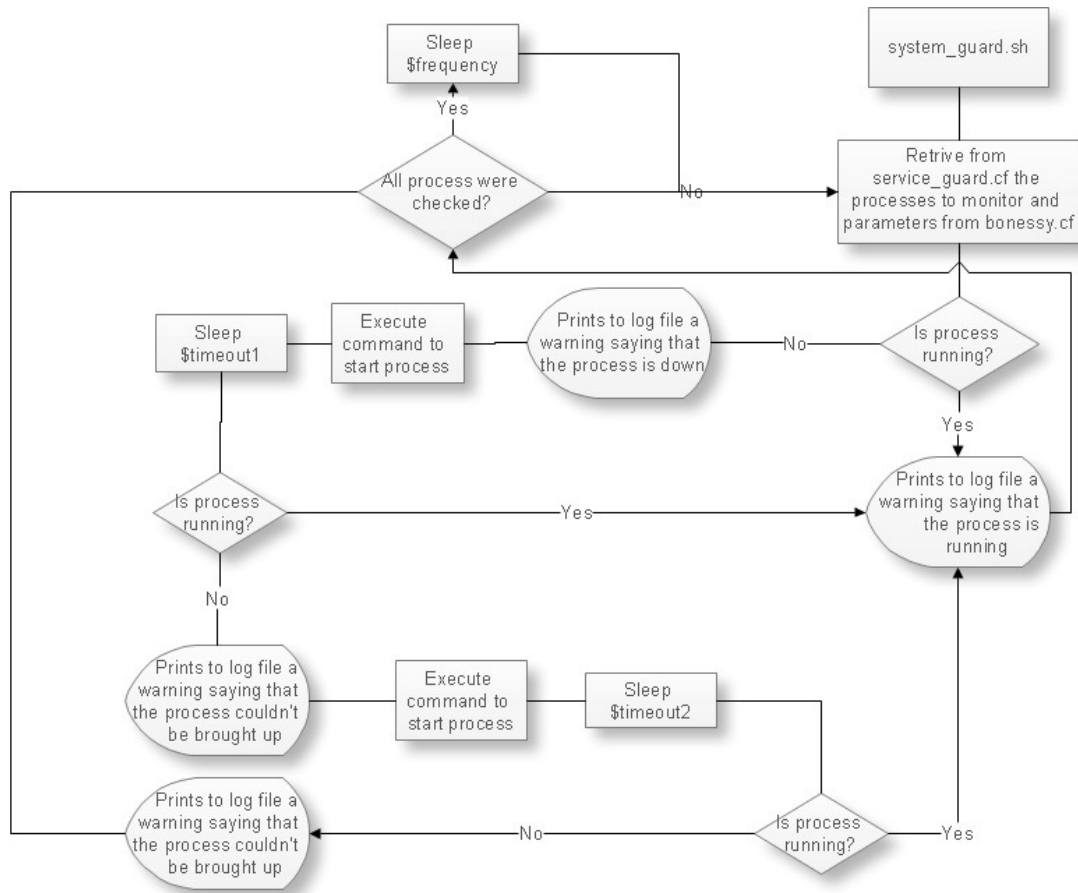 Sleep
$frequency
system_guard.sh
Yes
All process were
checked?
No
Retrive from
service_guard.cf the
processes to monitor and
parameters from bonessy.cf
Sleep
$timeout1
Execute
command to
start process
Prints to log file a
warning saying that
the process is down
No
Is process
running?
Yes
Is process
running?
Yes
Prints to log file a
warning saying that
the process is
running
No
Prints to log file a
warning saying that
the process couldn't
be brought up
Execute
command to
start process
Sleep
$timeout2
Prints to log file a
warning saying that
the process couldn't
be brought up
No
Is process
running?
Yes